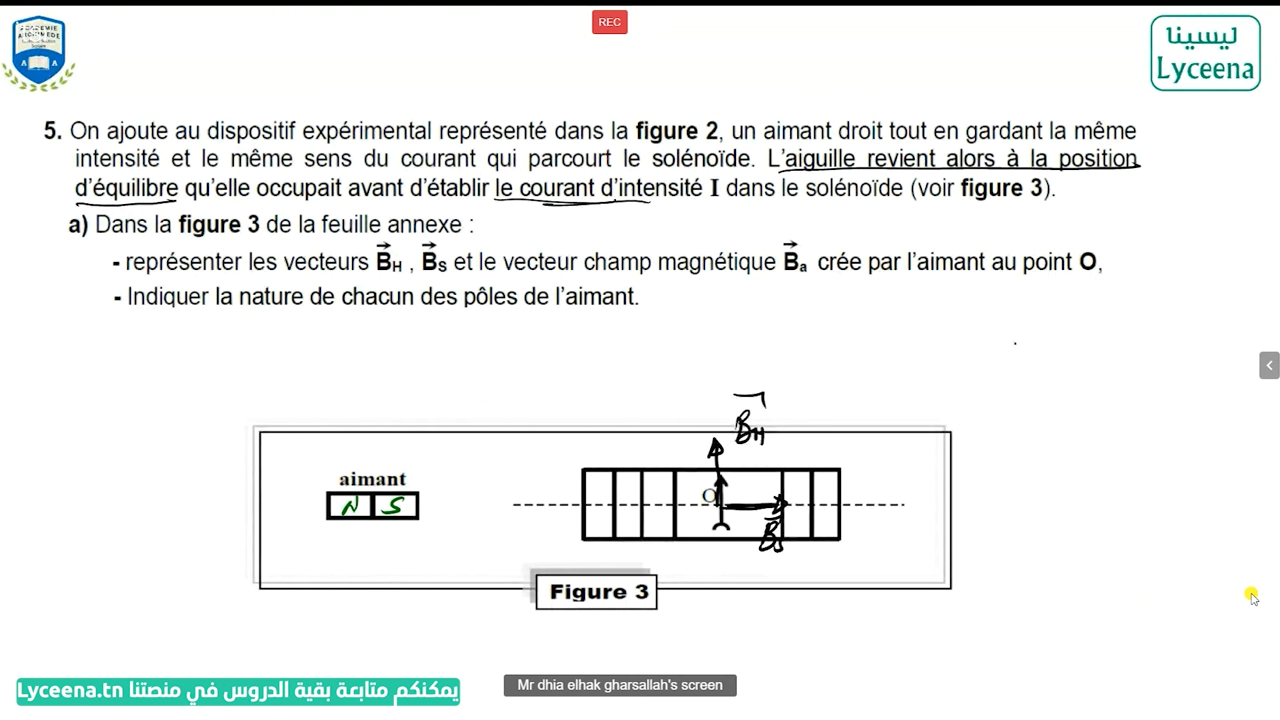 REC
ليسينا
Lyceena
5. On ajoute au dispositif expérimental représenté dans la figure 2, un aimant droit tout en gardant la même
intensité et le même sens du courant qui parcourt le solénoïde. L'aiguille revient alors à la position
d'équilibre qu'elle occupait avant d'établir le courant d'intensité I dans le solénoïde (voir figure 3).
a) Dans la figure 3 de la feuille annexe :
- représenter les vecteurs B⃗H , B⃗S et le vecteur champ magnétique B⃗a crée par l'aimant au point O,
- Indiquer la nature de chacun des pôles de l'aimant.
BH
aimant
N S
O
BS
Figure 3
يمكنكم متابعة بقية الدروس في منصتنا Lyceena.tn
Mr dhia elhak gharsallah's screen